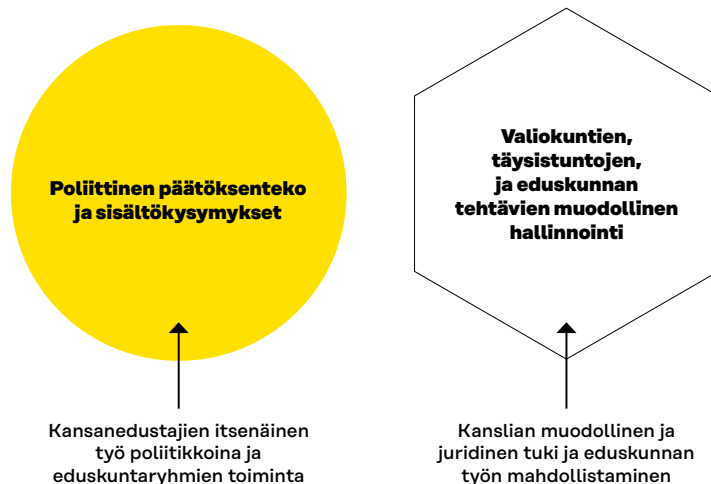 Poliittinen päätöksenteko
ja sisältökysymykset
Valiokuntien,
täysistuntojen,
ja eduskunnan
tehtävien muodollinen
hallinnointi
Kansanedustajien itsenäinen
työ poliitikkoina ja
eduskuntaryhmien toiminta
Kanslian muodollinen ja
juridinen tuki ja eduskunnan
työn mahdollistaminen